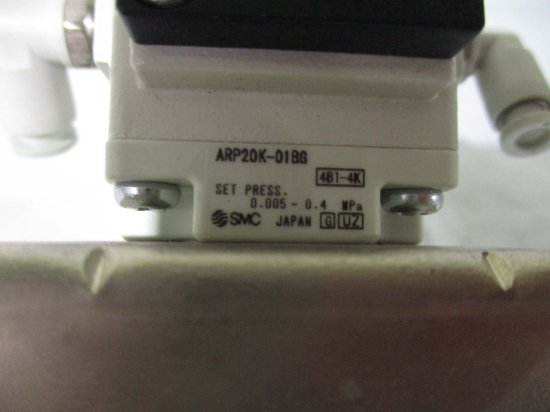 ARP20K-01BG
4B1-4K
SET PRESS.
0.005 - 0.4 MPa
SMC JAPAN G UZ